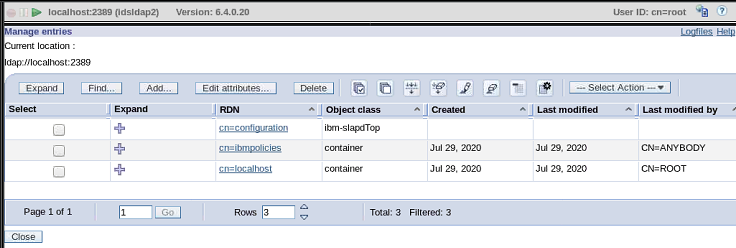 localhost:2389 (idsldap2) Version: 6.4.0.20 User ID: cn=root
Manage entries Logfiles Help
Current location :
ldap://localhost:2389
Expand Find... Add... Edit attributes... Delete --- Select Action ---
Select Expand RDN Object class Created Last modified Last modified by
cn=configuration ibm-slapdTop
cn=ibmpolicies container Jul 29, 2020 Jul 29, 2020 CN=ANYBODY
cn=localhost container Jul 29, 2020 Jul 29, 2020 CN=ROOT
Page 1 of 1 1 Go Rows 3 Total: 3 Filtered: 3
Close